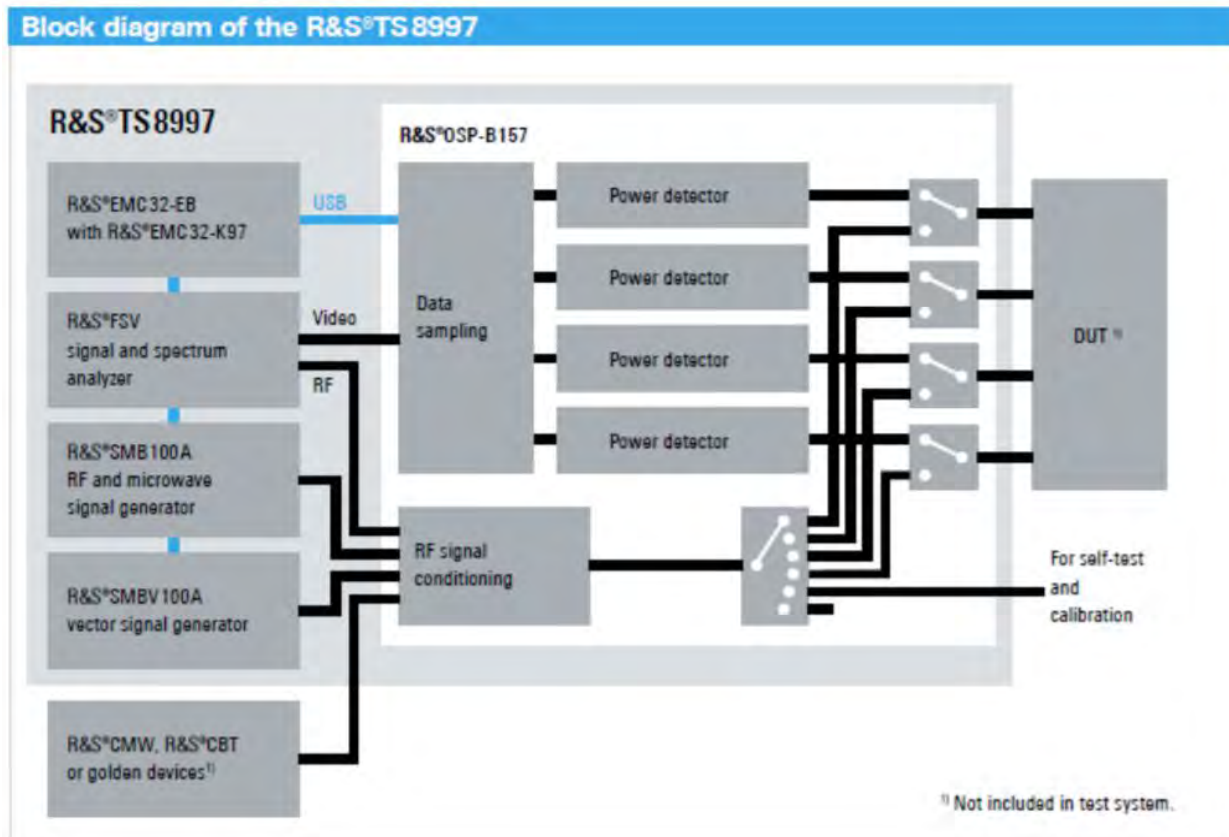 Block diagram of the R&S®TS8997
R&S®TS8997
R&S®OSP-B157
R&S®EMC32-EB
with R&S®EMC32-K97
USB
R&S®FSV
signal and spectrum
analyzer
Video
RF
R&S®SMB100A
RF and microwave
signal generator
R&S®SMBV100A
vector signal generator
R&S®CMW, R&S®CBT
or golden devices¹⁾
Data
sampling
Power detector
Power detector
Power detector
Power detector
RF signal
conditioning
DUT ¹⁾
For self-test
and
calibration
¹⁾ Not included in test system.